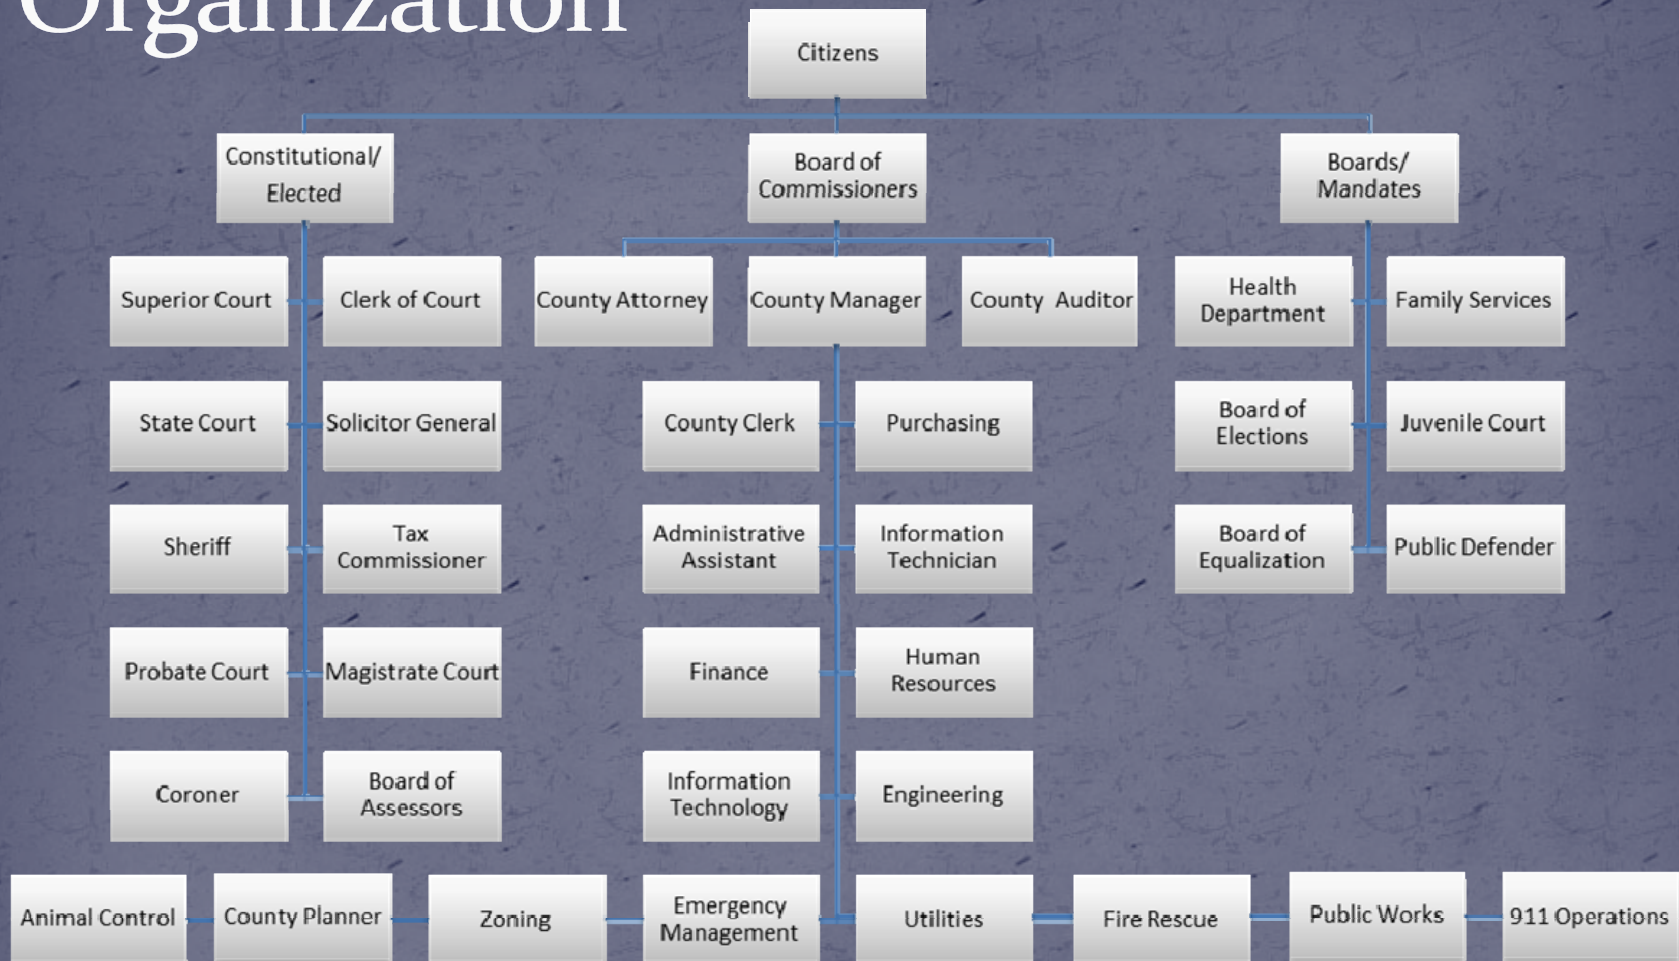 Organization
Citizens
Constitutional/
Elected
Board of
Commissioners
Boards/
Mandates
Superior Court
Clerk of Court
County Attorney
County Manager
County Auditor
Health
Department
Family Services
State Court
Solicitor General
County Clerk
Purchasing
Board of
Elections
Juvenile Court
Sheriff
Tax
Commissioner
Administrative
Assistant
Information
Technician
Board of
Equalization
Public Defender
Probate Court
Magistrate Court
Finance
Human
Resources
Coroner
Board of
Assessors
Information
Technology
Engineering
Animal Control
County Planner
Zoning
Emergency
Management
Utilities
Fire Rescue
Public Works
911 Operations